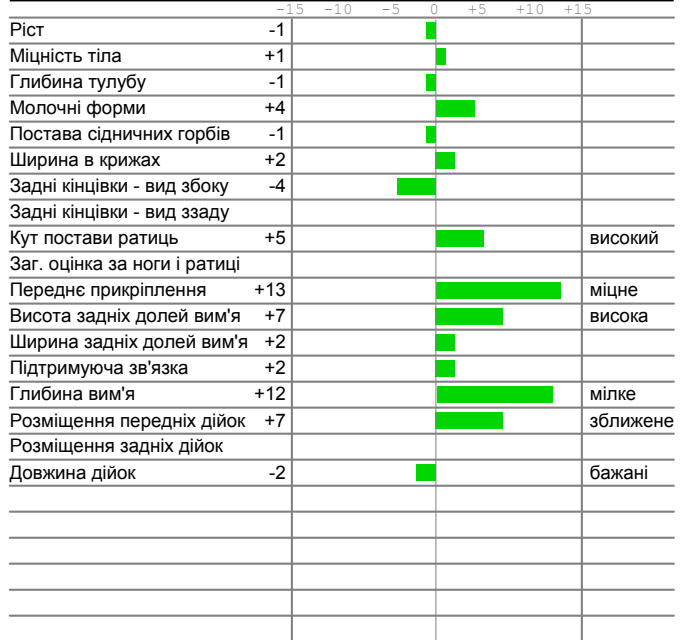 -15 -10 -5 0 +5 +10 +15
Ріст -1
Міцність тіла +1
Глибина тулубу -1
Молочні форми +4
Постава сідничних горбів -1
Ширина в крижах +2
Задні кінцівки - вид збоку -4
Задні кінцівки - вид ззаду
Кут постави ратиць +5 високий
Заг. оцінка за ноги і ратиці
Переднє прикріплення +13 міцне
Висота задніх долей вим'я +7 висока
Ширина задніх долей вим'я +2
Підтримуюча зв'язка +2
Глибина вим'я +12 мілке
Розміщення передніх дійок +7 зближене
Розміщення задніх дійок
Довжина дійок -2 бажані